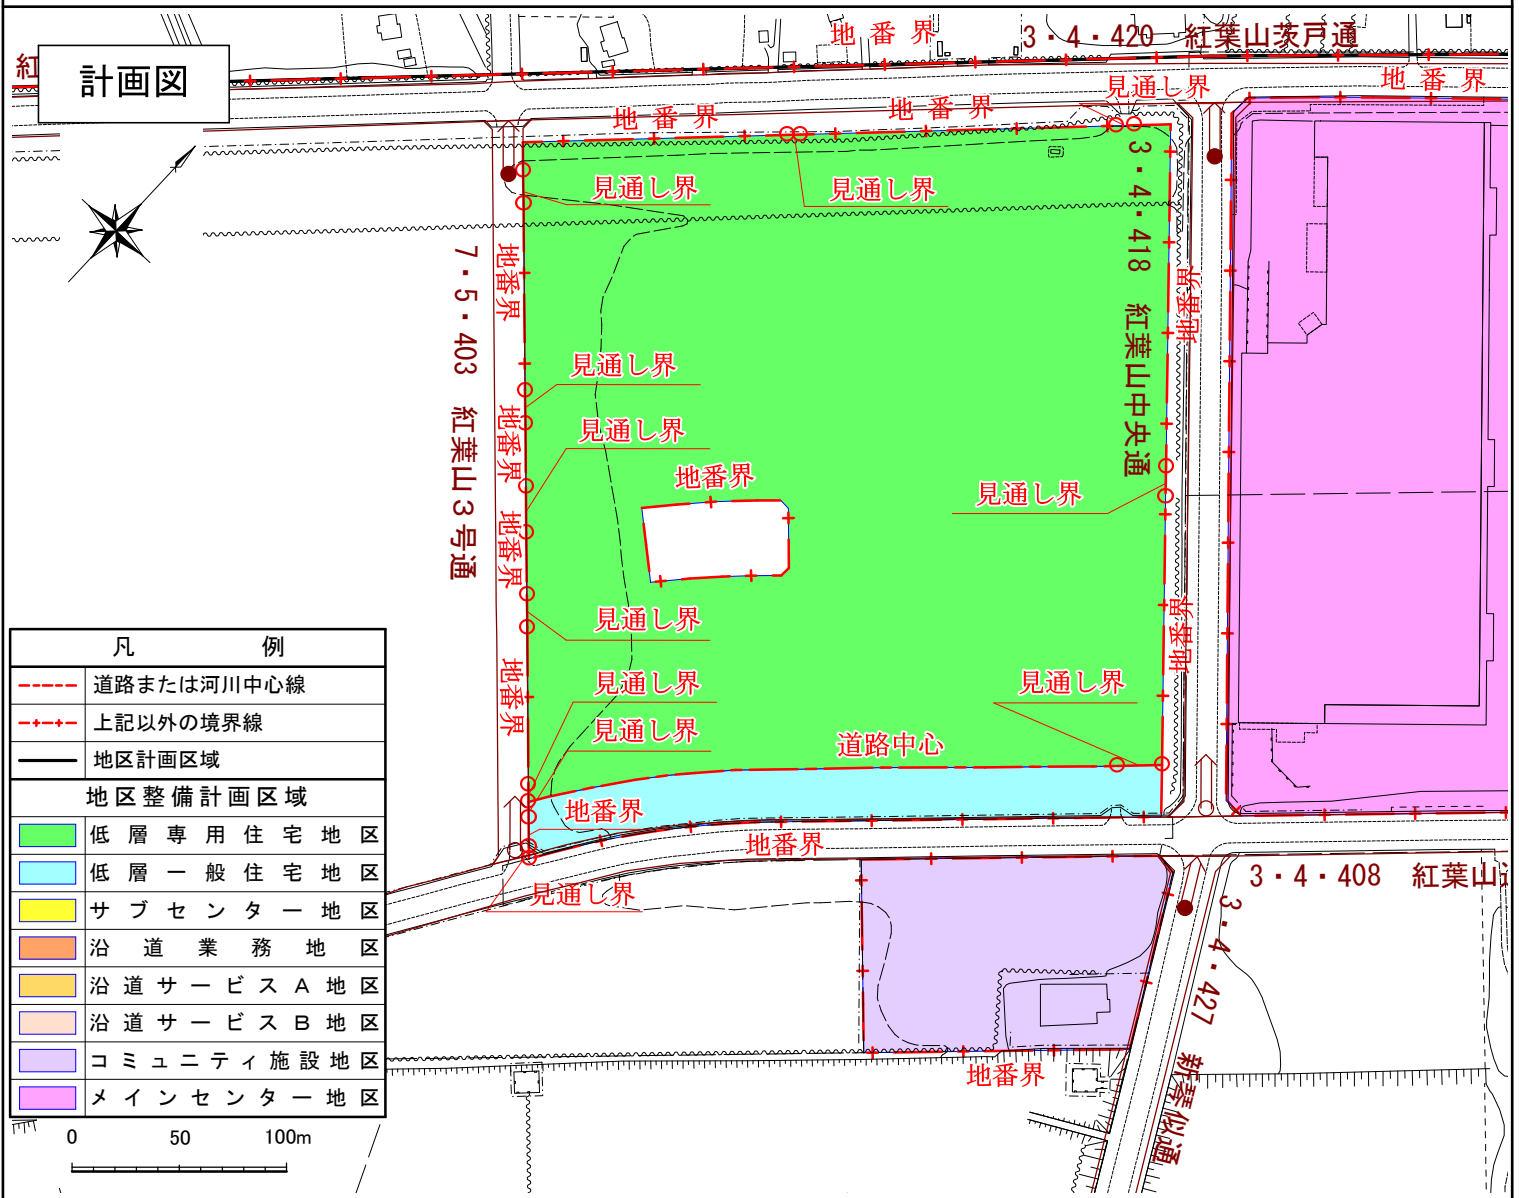 計画図
紅
地番界
3・4・420 紅葉山茨戸通
地番界
見通し界
地番界
地番界
見通し界
見通し界
3・4・418 紅葉山中央通
7・5・403 紅葉山3号通
地番界
地番界
見通し界
地番界
見通し界
地番界
見通し界
地番界
見通し界
地番界
見通し界
地番界
見通し界
見通し界
道路中心
地番界
地番界
見通し界
3・4・408 紅葉山
3・4・427 新琴似通
地番界
凡例
道路または河川中心線
上記以外の境界線
地区計画区域
地区整備計画区域
低層専用住宅地区
低層一般住宅地区
サブセンター地区
沿道業務地区
沿道サービスA地区
沿道サービスB地区
コミュニティ施設地区
メインセンター地区
0 50 100m